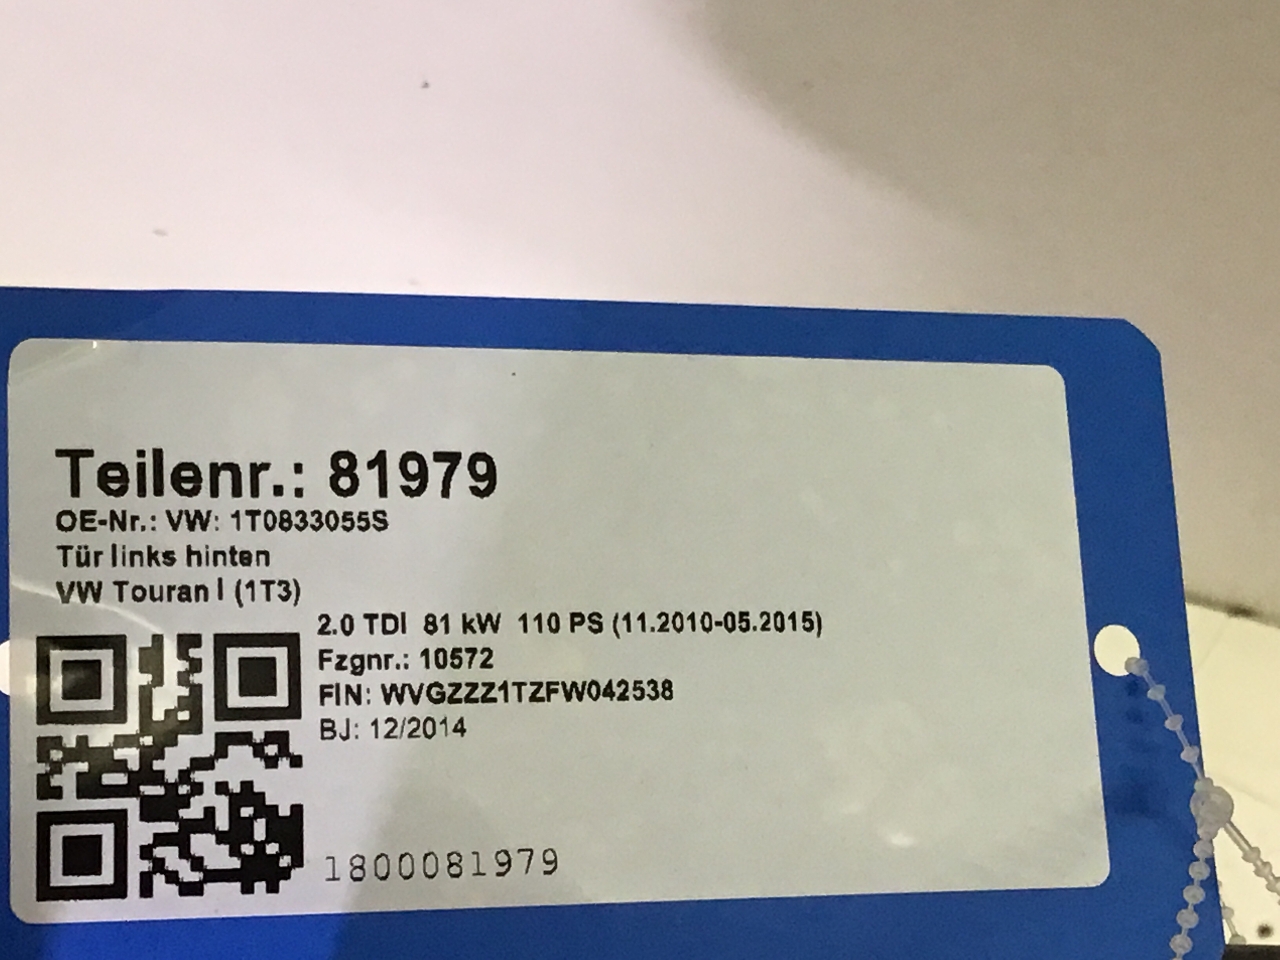 Teilenr.: 81979
OE-Nr.: VW: 1T0833055S
Tür links hinten
VW Touran I (1T3)
2.0 TDI 81 kW 110 PS (11.2010-05.2015)
Fzgnr.: 10572
FIN: WVGZZZ1TZFW042538
BJ: 12/2014
1800081979